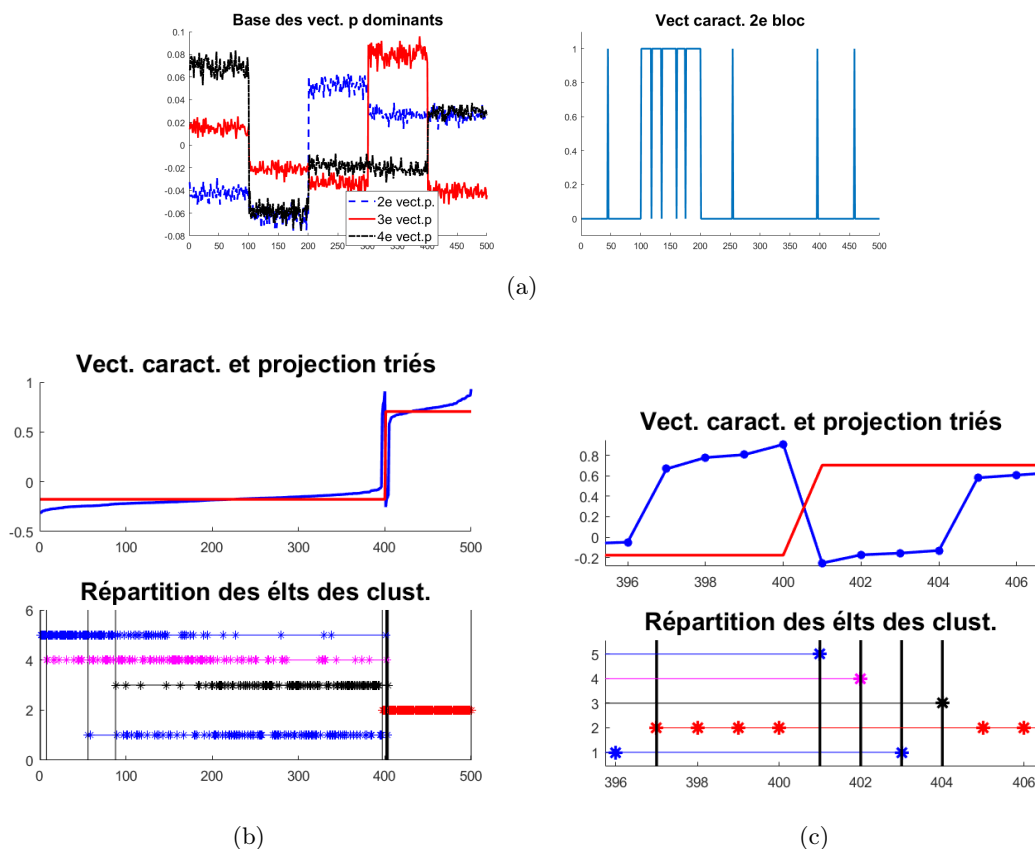 Base des vect. p dominants
0.1
0.08
0.06
0.04
0.02
0
-0.02
-0.04
-0.06
-0.08
0 50 100 150 200 250 300 350 400 450 500
2e vect.p.
3e vect.p
4e vect.p
Vect caract. 2e bloc
1
0.8
0.6
0.4
0.2
0
0 50 100 150 200 250 300 350 400 450 500
(a)
Vect. caract. et projection triés
1
0.5
0
-0.5
0 100 200 300 400 500
Répartition des élts des clust.
6
4
2
0
0 100 200 300 400 500
(b)
Vect. caract. et projection triés
0.8
0.6
0.4
0.2
0
-0.2
396 398 400 402 404 406
Répartition des élts des clust.
5
4
3
2
1
396 398 400 402 404 406
(c)